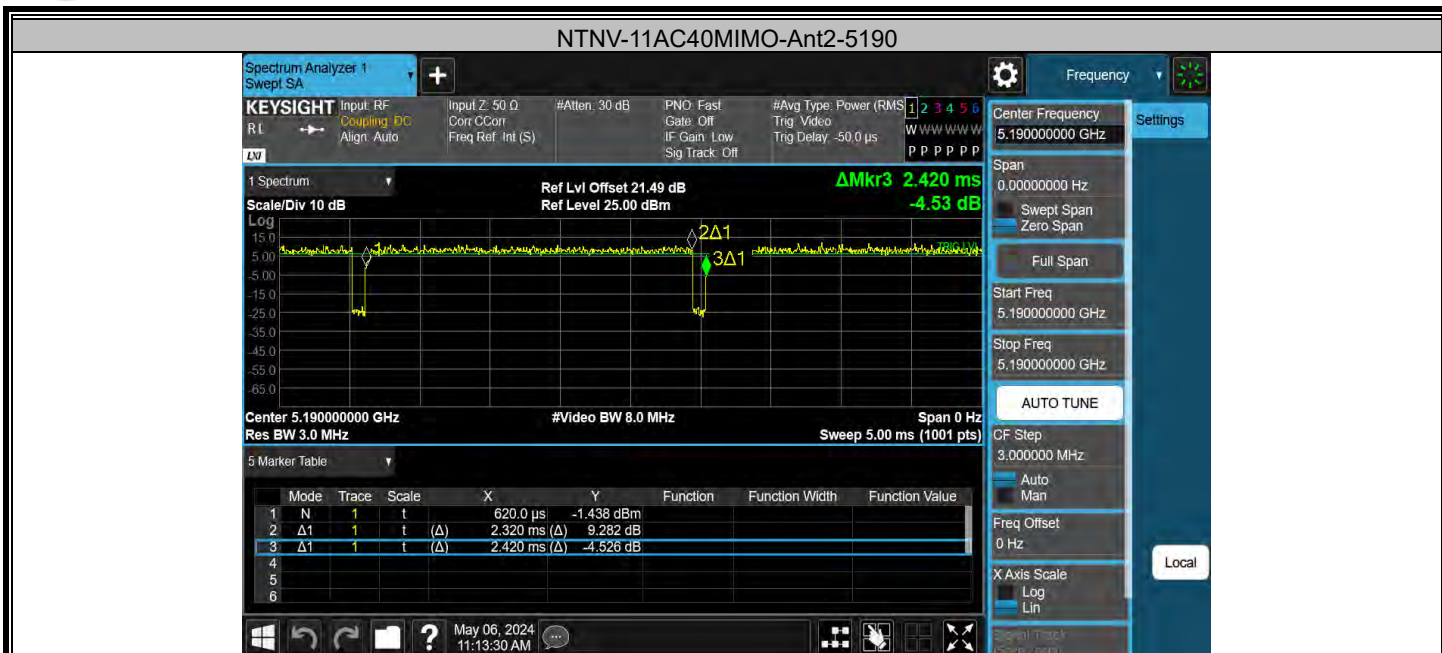 NTNV-11AC40MIMO-Ant2-5190
Spectrum Analyzer 1
Swept SA
+
Frequency
KEYSIGHT
RL
LXI
Input: RF
Coupling: DC
Align: Auto
Input Z: 50 Ω
Corr CCorr
Freq Ref: Int (S)
#Atten: 30 dB
PNO: Fast
Gate: Off
IF Gain: Low
Sig Track: Off
#Avg Type: Power (RMS
Trig: Video
Trig Delay: -50.0 µs
1 2 3 4 5 6
W W W W W W
P P P P P P
1 Spectrum
Scale/Div 10 dB
Ref Lvl Offset 21.49 dB
Ref Level 25.00 dBm
ΔMkr3 2.420 ms
-4.53 dB
Log
15.0
5.00
-5.00
-15.0
-25.0
-35.0
-45.0
-55.0
-65.0
1
2Δ1
3Δ1
TRIG LVL
Center 5.190000000 GHz
#Video BW 8.0 MHz
Span 0 Hz
Res BW 3.0 MHz
Sweep 5.00 ms (1001 pts)
5 Marker Table
Mode Trace Scale X Y Function Function Width Function Value
1 N 1 t 620.0 µs -1.438 dBm
2 Δ1 1 t (Δ) 2.320 ms (Δ) 9.282 dB
3 Δ1 1 t (Δ) 2.420 ms (Δ) -4.526 dB
4
5
6
May 06, 2024
11:13:30 AM
?
Center Frequency
5.190000000 GHz
Settings
Span
0.00000000 Hz
Swept Span
Zero Span
Full Span
Start Freq
5.190000000 GHz
Stop Freq
5.190000000 GHz
AUTO TUNE
CF Step
3.000000 MHz
Auto
Man
Freq Offset
0 Hz
X Axis Scale
Log
Lin
Local
Signal Track